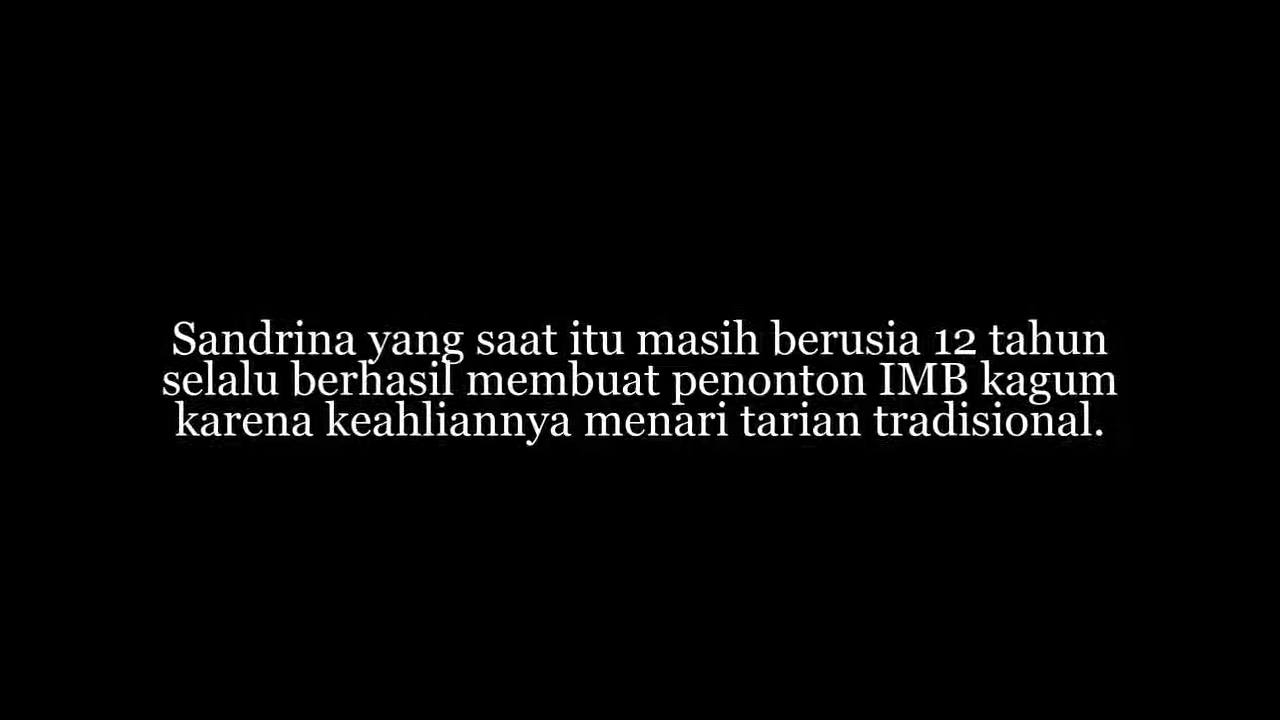 Sandrina yang saat itu masih berusia 12 tahun
selalu berhasil membuat penonton IMB kagum
karena keahliannya menari tarian tradisional.